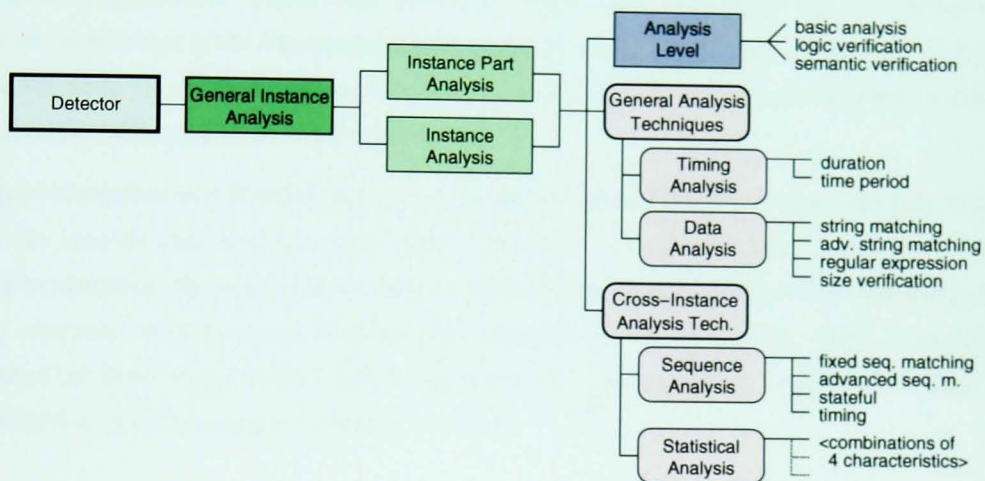 Detector
General Instance
Analysis
Instance Part
Analysis
Instance
Analysis
Analysis
Level
basic analysis
logic verification
semantic verification
General Analysis
Techniques
Timing
Analysis
duration
time period
Data
Analysis
string matching
adv. string matching
regular expression
size verification
Cross–Instance
Analysis Tech.
Sequence
Analysis
fixed seq. matching
advanced seq. m.
stateful
timing
Statistical
Analysis
<combinations of
4 characteristics>